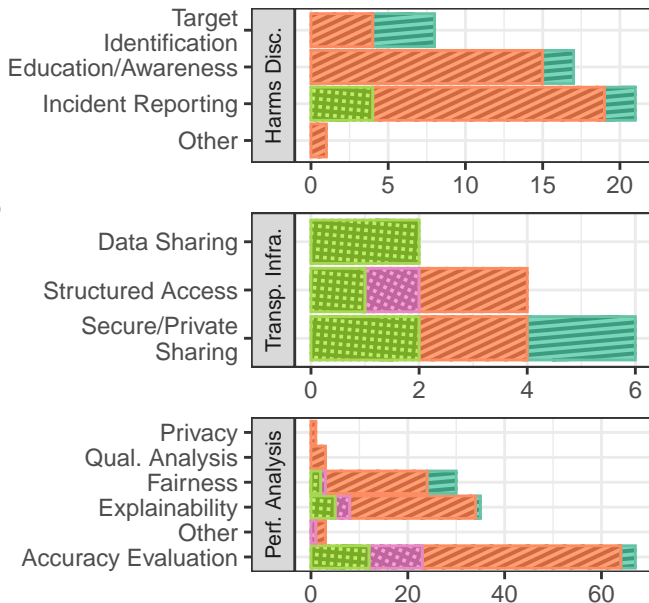 Harms Disc.
Target
Identification
Education/Awareness
Incident Reporting
Other
0 5 10 15 20
Transp. Infra.
Data Sharing
Structured Access
Secure/Private
Sharing
0 2 4 6
Perf. Analysis
Privacy
Qual. Analysis
Fairness
Explainability
Other
Accuracy Evaluation
0 20 40 60